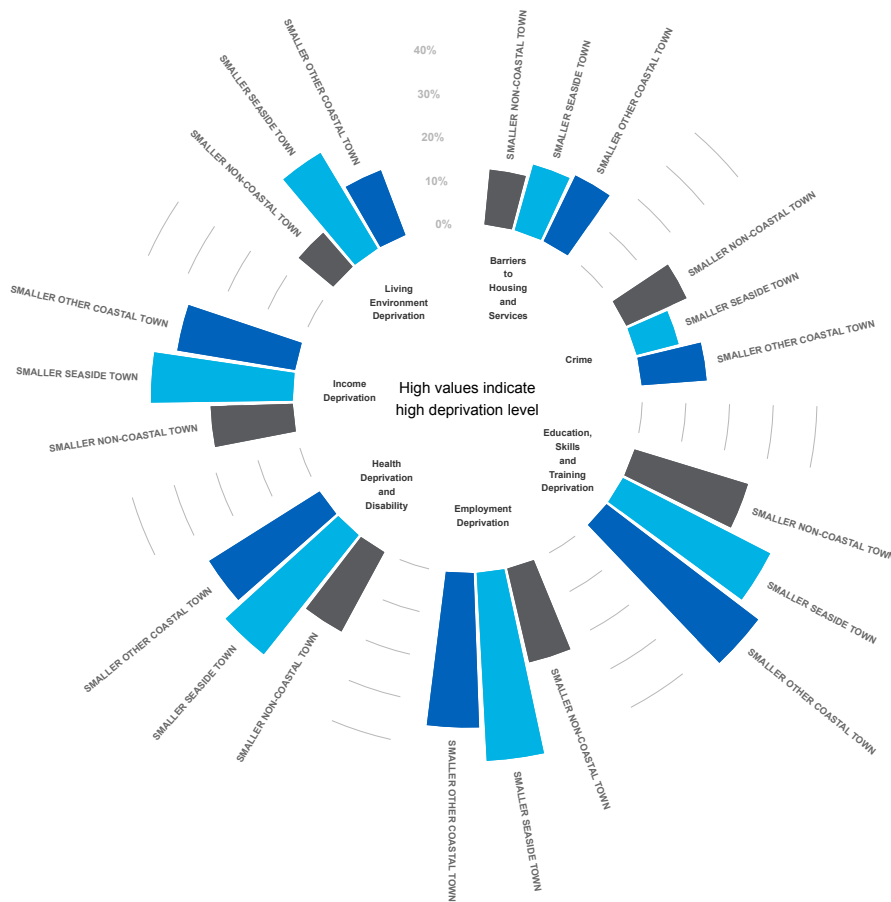 40%
30%
20%
10%
0%
SMALLER NON-COASTAL TOWN
SMALLER SEASIDE TOWN
SMALLER OTHER COASTAL TOWN
Barriers
to
Housing
and
Services
SMALLER NON-COASTAL TOWN
SMALLER SEASIDE TOWN
SMALLER OTHER COASTAL TOWN
Crime
SMALLER NON-COASTAL TOWN
SMALLER SEASIDE TOWN
SMALLER OTHER COASTAL TOWN
Education,
Skills
and
Training
Deprivation
SMALLER NON-COASTAL TOWN
SMALLER SEASIDE TOWN
SMALLER OTHER COASTAL TOWN
Employment
Deprivation
SMALLER NON-COASTAL TOWN
SMALLER SEASIDE TOWN
SMALLER OTHER COASTAL TOWN
Health
Deprivation
and
Disability
SMALLER NON-COASTAL TOWN
SMALLER SEASIDE TOWN
SMALLER OTHER COASTAL TOWN
Income
Deprivation
SMALLER NON-COASTAL TOWN
SMALLER SEASIDE TOWN
SMALLER OTHER COASTAL TOWN
Living
Environment
Deprivation
High values indicate
high deprivation level